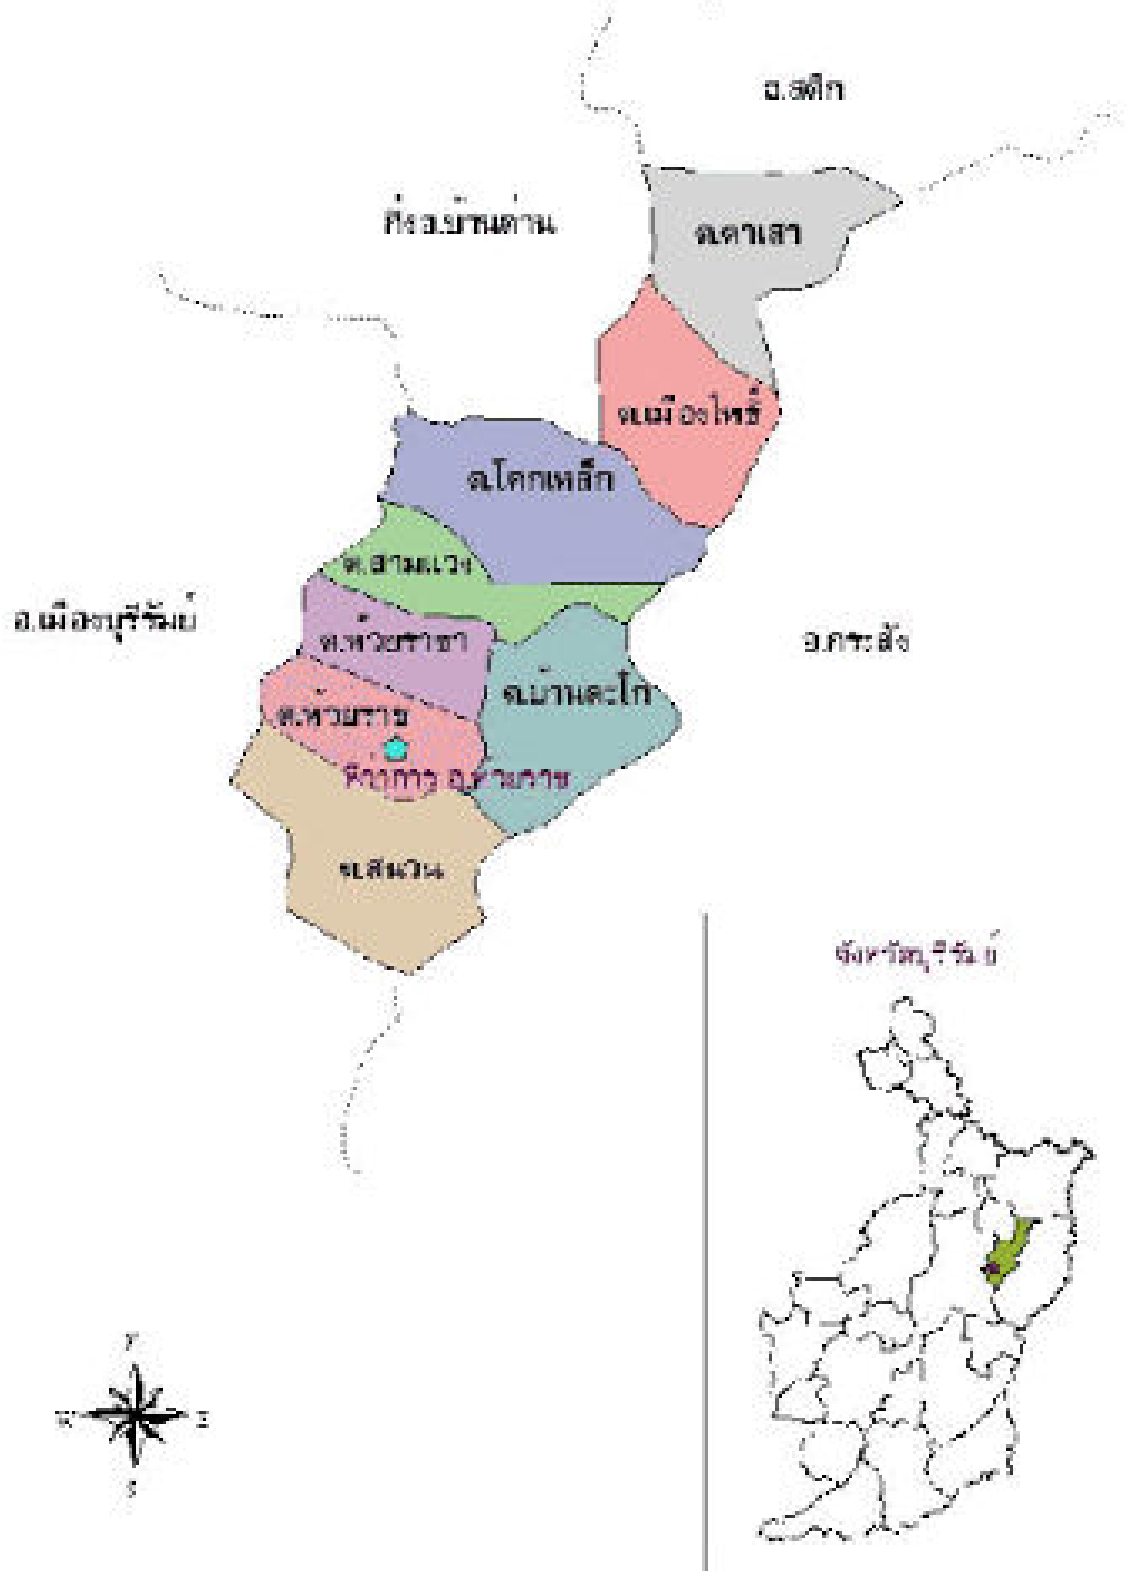 อ.สตึก
กิ่งอ.บ้านด่าน
ต.ตาเสา
ต.เมืองโพธิ์
ต.โคกเหล็ก
ต.สามแวง
อ.เมืองบุรีรัมย์
ต.ห้วยราชา
อ.กระสัง
ต.บ้านตะโก
ต.ห้วยราช
ที่ว่าการ อ.ห้วยราช
ต.สนวน
จังหวัดบุรีรัมย์
W E
S